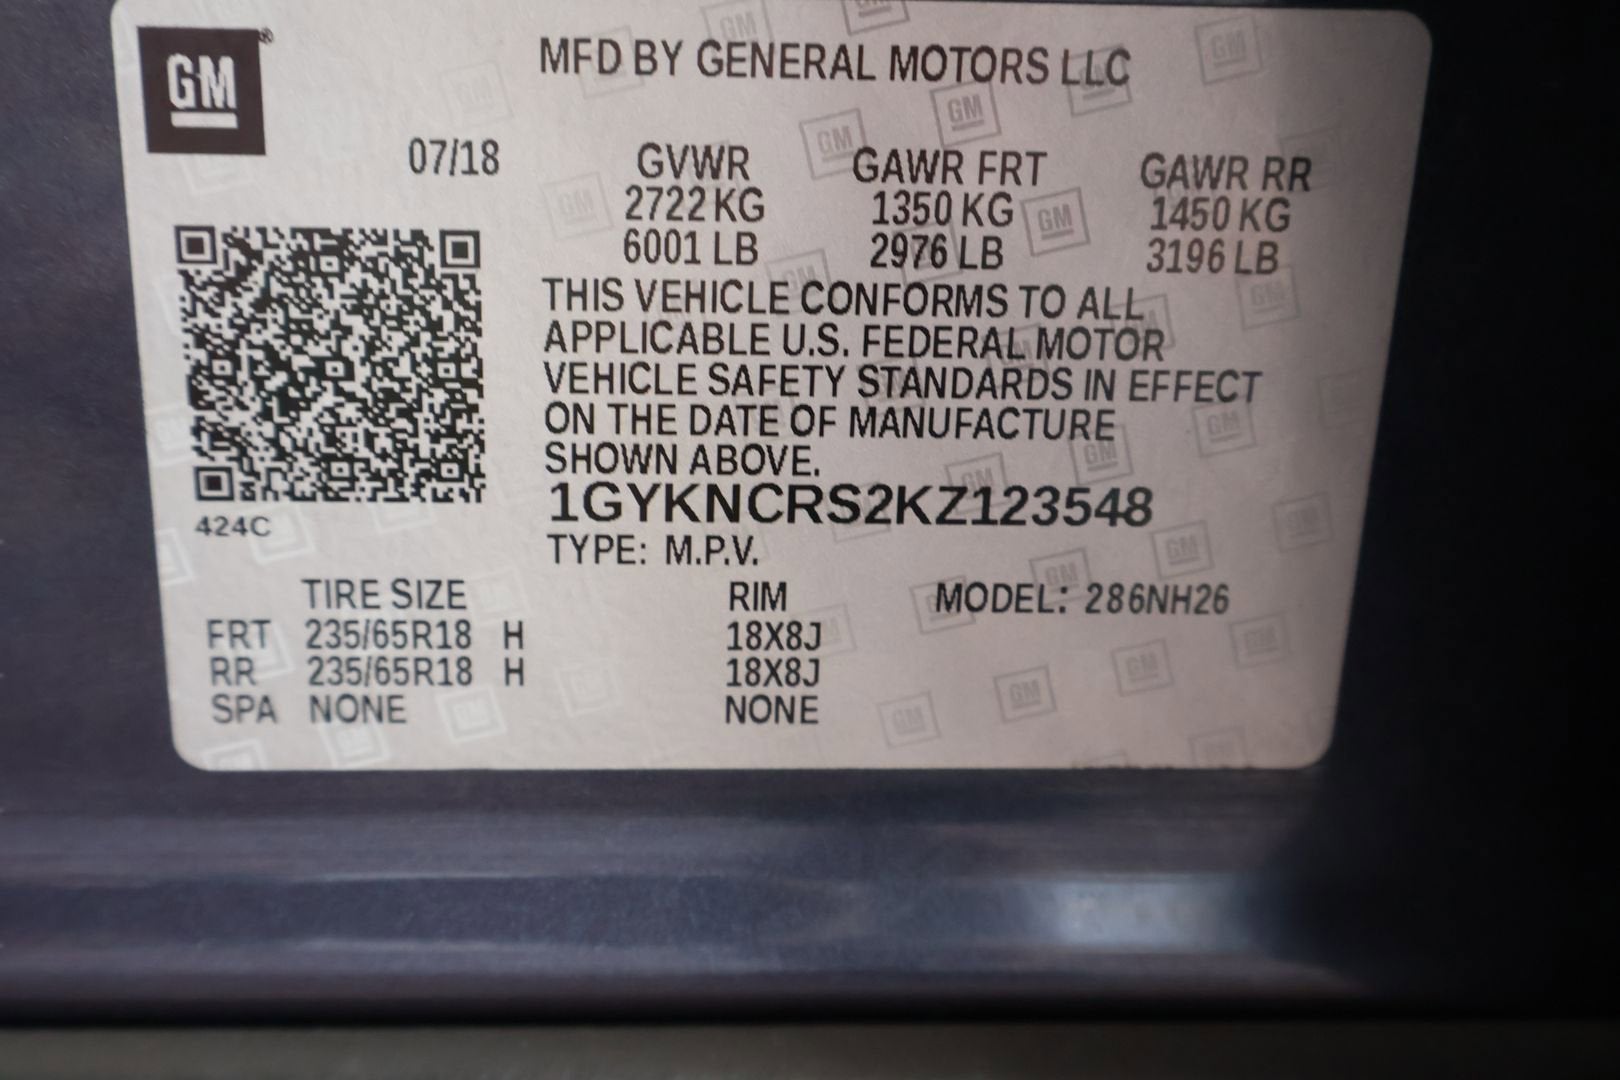 GM®
MFD BY GENERAL MOTORS LLC
07/18 GVWR GAWR FRT GAWR RR
2722 KG 1350 KG 1450 KG
6001 LB 2976 LB 3196 LB
THIS VEHICLE CONFORMS TO ALL
APPLICABLE U.S. FEDERAL MOTOR
VEHICLE SAFETY STANDARDS IN EFFECT
ON THE DATE OF MANUFACTURE
SHOWN ABOVE.
424C
1GYKNCRS2KZ123548
TYPE: M.P.V.
TIRE SIZE RIM MODEL: 286NH26
FRT 235/65R18 H 18X8J
RR 235/65R18 H 18X8J
SPA NONE NONE